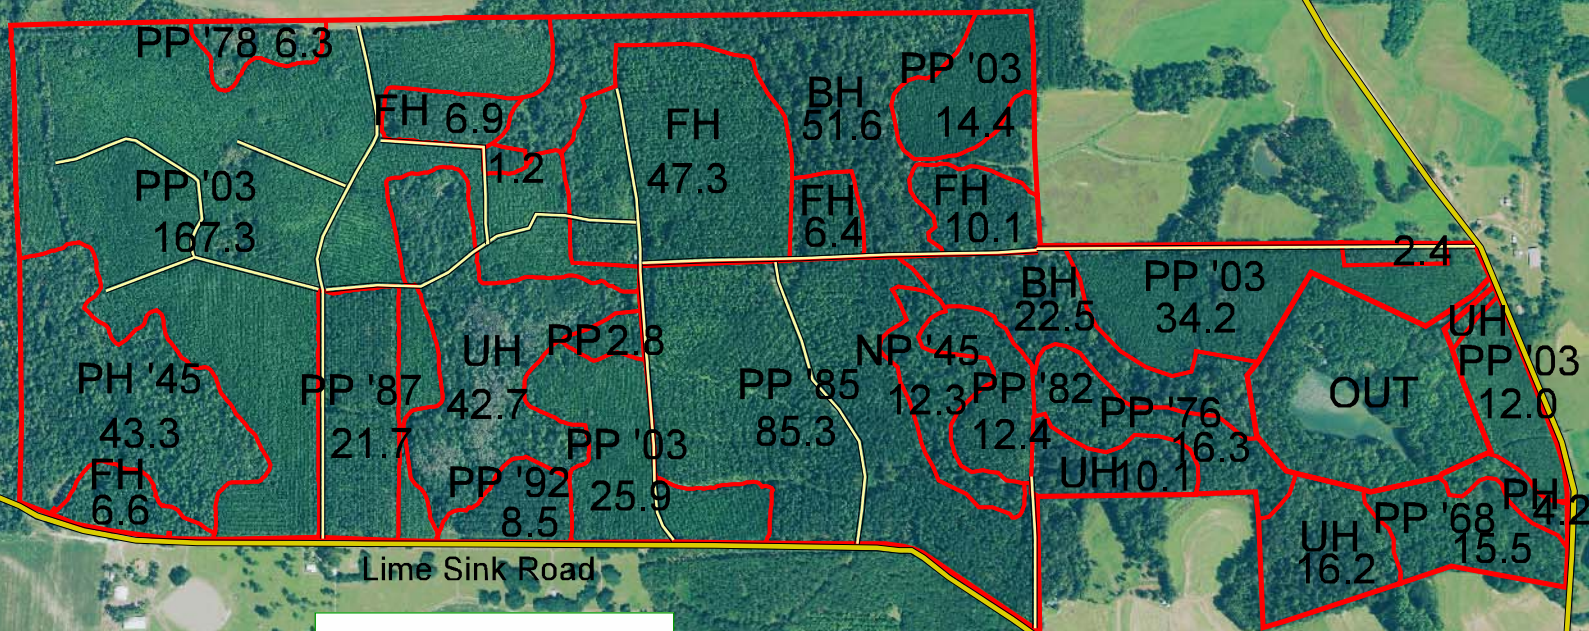 PP '78 6.3
FH 6.9
1.2
FH
47.3
BH
51.6
PP '03
14.4
PP '03
167.3
FH
6.4
FH
10.1
2.4
BH
22.5
PP '03
34.2
UH
PP '03
12.0
PH '45
43.3
PP '87
21.7
UH
42.7
PP 2.8
PP '85
85.3
NP '45
12.3
PP '82
12.4
PP '76
16.3
OUT
FH
6.6
PP '92
8.5
PP '03
25.9
UH 10.1
UH
16.2
PP '68
15.5
PH
4.2
Lime Sink Road